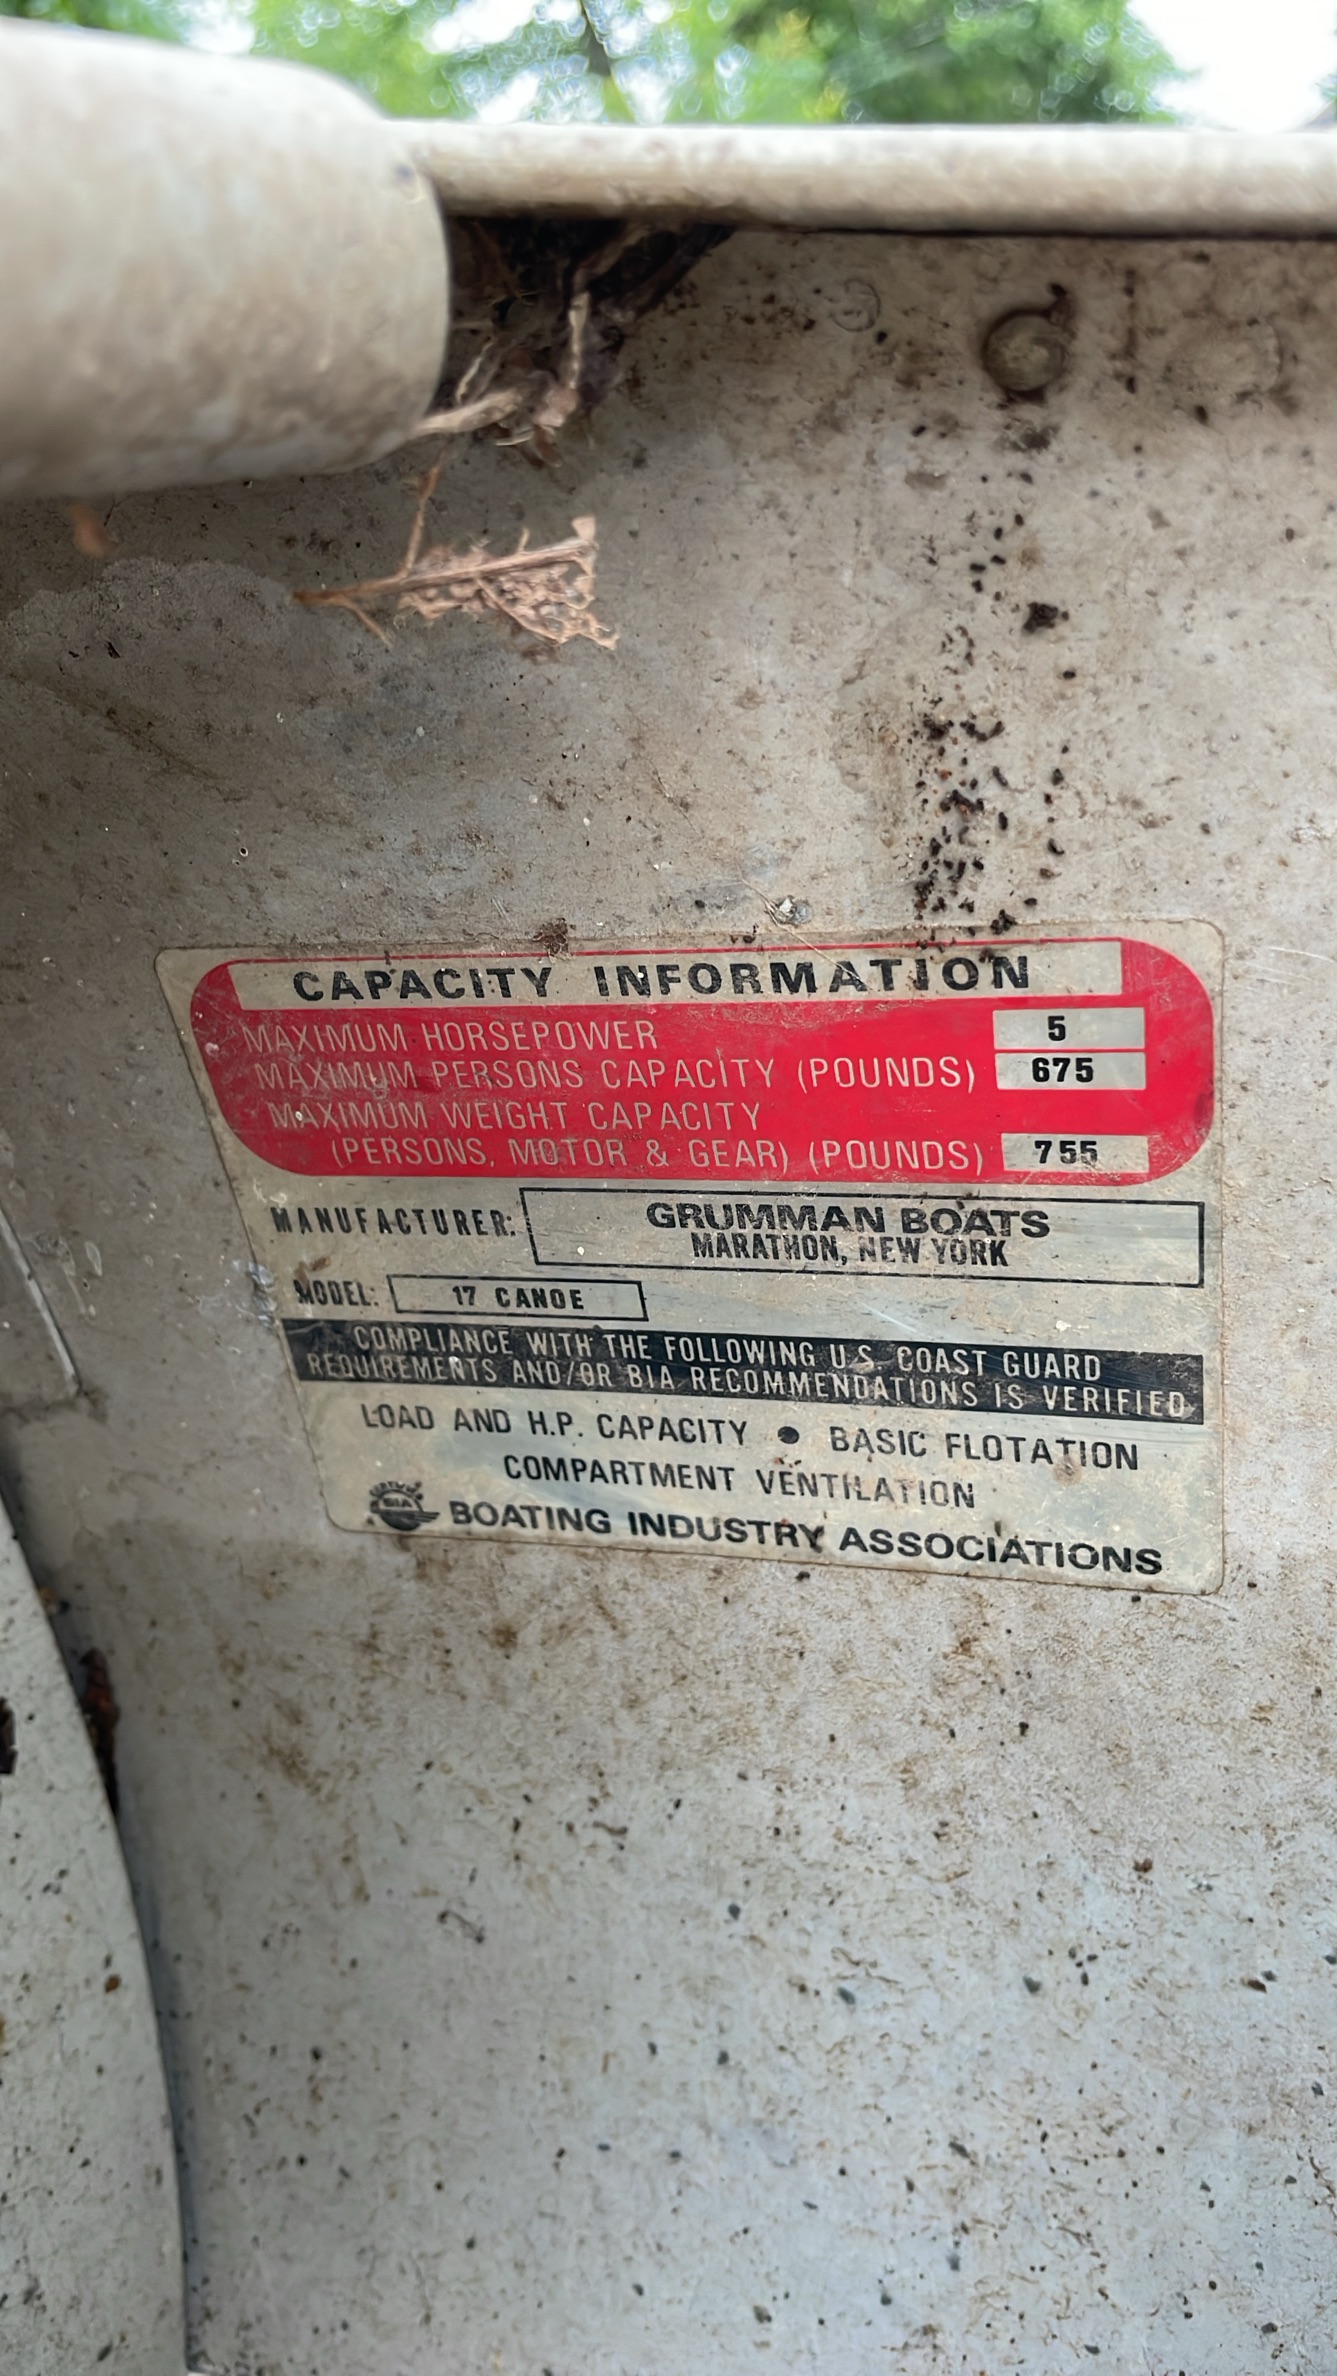 CAPACITY INFORMATION
MAXIMUM HORSEPOWER 5
MAXIMUM PERSONS CAPACITY (POUNDS) 675
MAXIMUM WEIGHT CAPACITY
(PERSONS, MOTOR & GEAR) (POUNDS) 755
MANUFACTURER: GRUMMAN BOATS
MARATHON, NEW YORK
MODEL: 17 CANOE
COMPLIANCE WITH THE FOLLOWING U.S. COAST GUARD
REQUIREMENTS AND/OR BIA RECOMMENDATIONS IS VERIFIED
LOAD AND H.P. CAPACITY ● BASIC FLOTATION
COMPARTMENT VENTILATION
BIA BOATING INDUSTRY ASSOCIATIONS